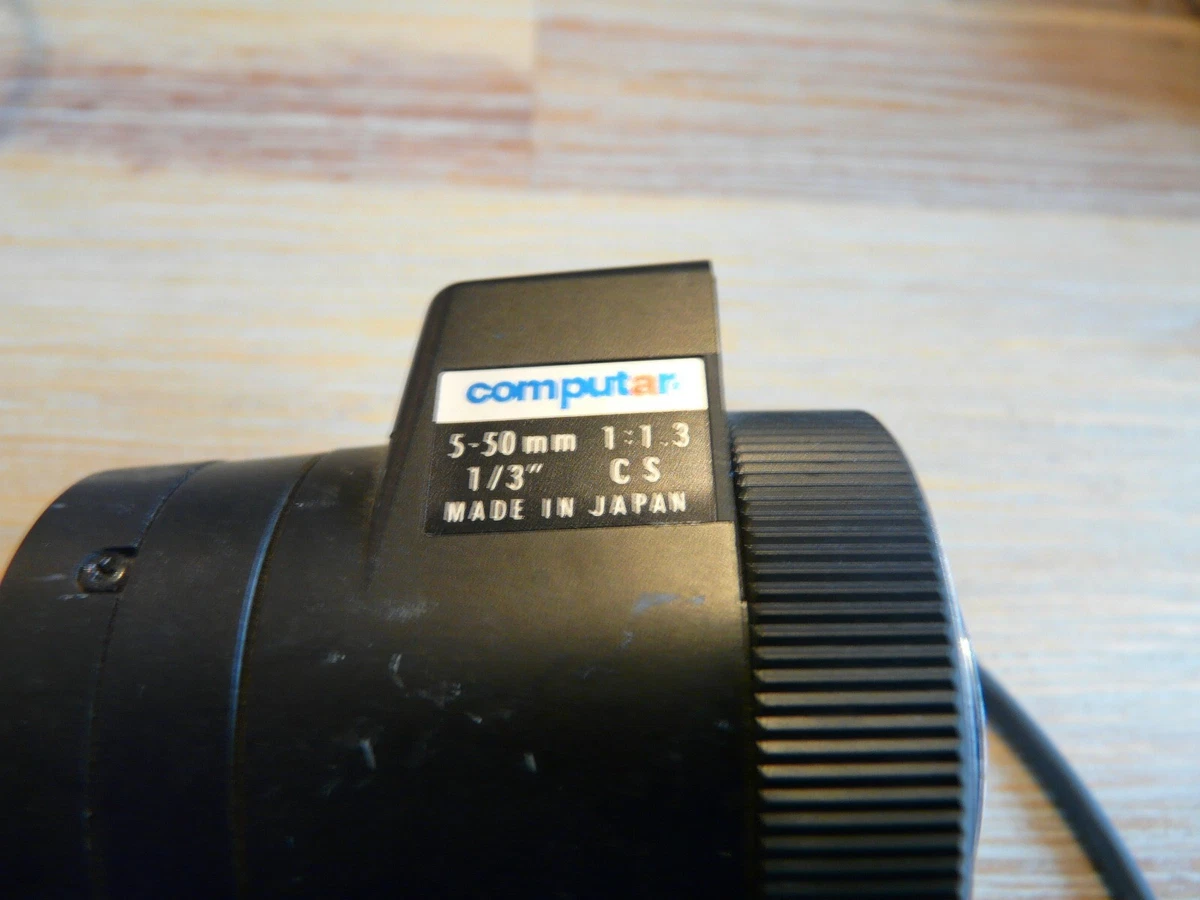 computar
5-50mm 1:1.3
1/3" CS
MADE IN JAPAN